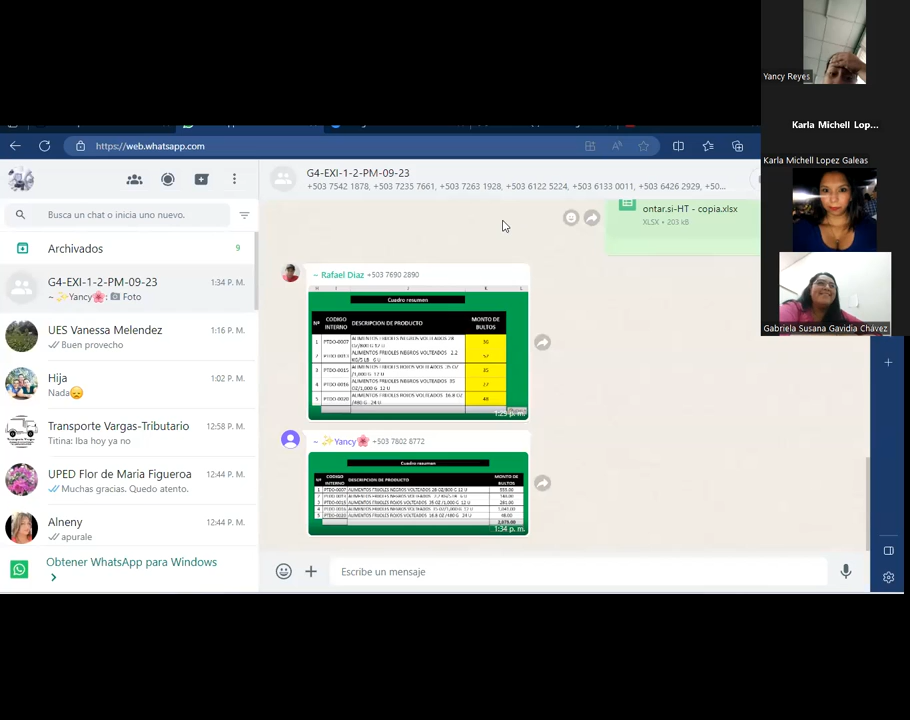 Yancy Reyes
Karla Michell Lop...
Karla Michell Lopez Galeas
Gabriela Susana Gavidia Chávez
https://web.whatsapp.com
Busca un chat o inicia uno nuevo.
Archivados
9
G4-EXI-1-2-PM-09-23
1:34 P. M.
~ ✨Yancy🌸: Foto
UES Vanessa Melendez
1:16 P. M.
Buen provecho
Hija
1:02 P. M.
Nada😞
Transporte Vargas-Tributario
12:58 P. M.
Titina: Iba hoy ya no
UPED Flor de Maria Figueroa
12:44 P. M.
Muchas gracias. Quedo atento.
Alneny
12:44 P. M.
apurale
Obtener WhatsApp para Windows
G4-EXI-1-2-PM-09-23
+503 7542 1878, +503 7235 7661, +503 7263 1928, +503 6122 5224, +503 6133 0011, +503 6426 2929, +50...
ontar.si-HT - copia.xlsx
XLSX • 203 kB
~ Rafael Diaz +503 7690 2890
Cuadro resumen
Nº CODIGO INTERNO DESCRIPCION DE PRODUCTO MONTO DE BULTOS
1:25 p. m.
~ ✨Yancy🌸 +503 7802 8772
Cuadro resumen
Nº CODIGO INTERNO DESCRIPCION DE PRODUCTO MONTO DE BULTOS
1:34 p. m.
Escribe un mensaje